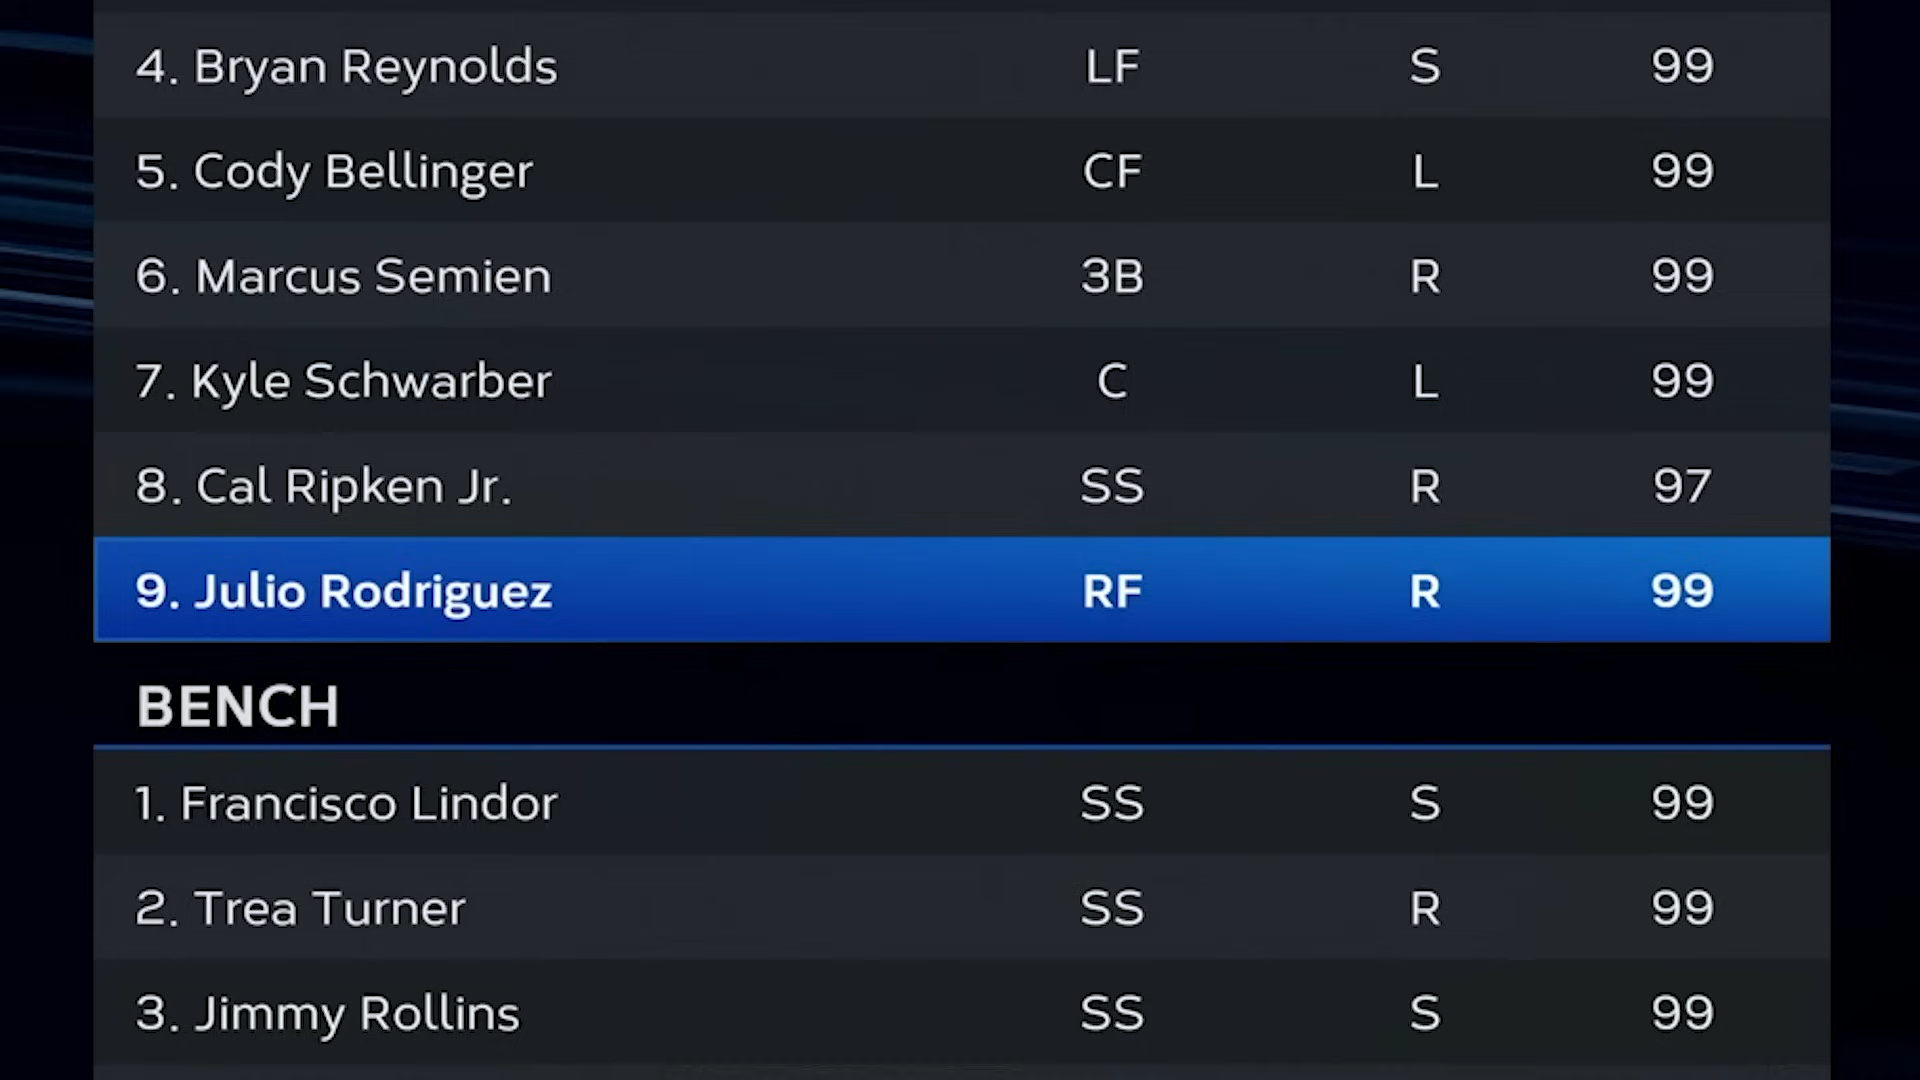 4. Bryan Reynolds LF S 99
5. Cody Bellinger CF L 99
6. Marcus Semien 3B R 99
7. Kyle Schwarber C L 99
8. Cal Ripken Jr. SS R 97
9. Julio Rodriguez RF R 99
BENCH
1. Francisco Lindor SS S 99
2. Trea Turner SS R 99
3. Jimmy Rollins SS S 99